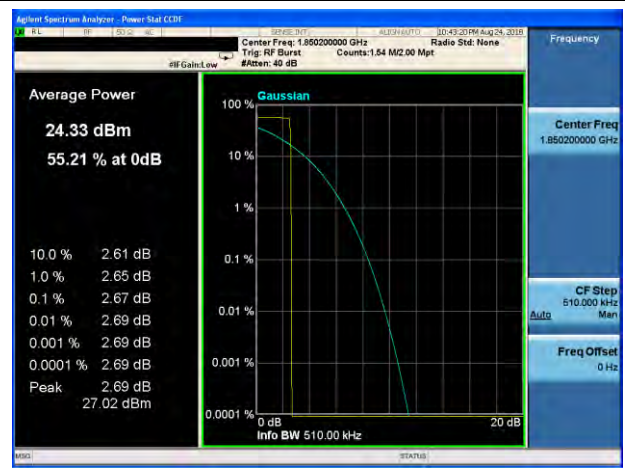 Agilent Spectrum Analyzer - Power Stat CCDF
RL RF 50 Ω AC SENSE:INT ALIGN AUTO 10:43:20 PM Aug 24, 2016
Center Freq: 1.850200000 GHz Radio Std: None
Trig: RF Burst Counts:1.54 M/2.00 Mpt
#IFGain:Low #Atten: 40 dB
Frequency
Average Power
24.33 dBm
55.21 % at 0dB
10.0 % 2.61 dB
1.0 % 2.65 dB
0.1 % 2.67 dB
0.01 % 2.69 dB
0.001 % 2.69 dB
0.0001 % 2.69 dB
Peak 2.69 dB
27.02 dBm
Gaussian
100 %
10 %
1 %
0.1 %
0.01 %
0.001 %
0.0001 %
0 dB 20 dB
Info BW 510.00 kHz
Center Freq
1.850200000 GHz
CF Step
510.000 kHz
Auto Man
Freq Offset
0 Hz
MSG STATUS